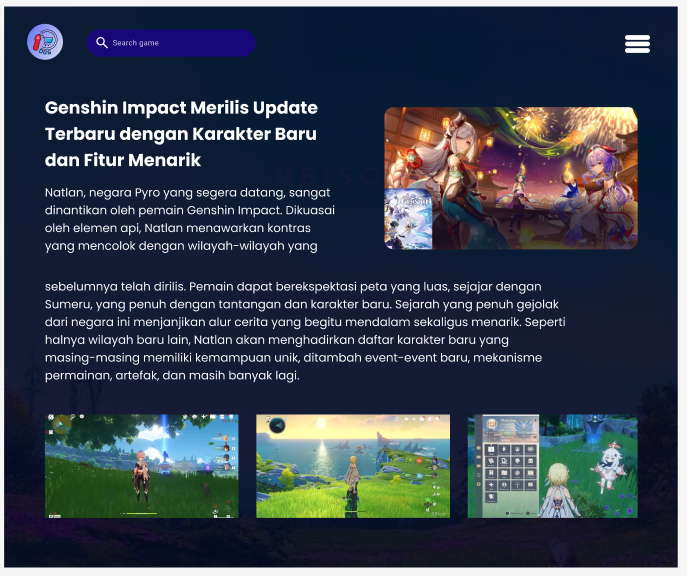 Search game
Genshin Impact Merilis Update
Terbaru dengan Karakter Baru
dan Fitur Menarik
Natlan, negara Pyro yang segera datang, sangat
dinantikan oleh pemain Genshin Impact. Dikuasai
oleh elemen api, Natlan menawarkan kontras
yang mencolok dengan wilayah-wilayah yang
GENSHIN
sebelumnya telah dirilis. Pemain dapat berekspektasi peta yang luas, sejajar dengan
Sumeru, yang penuh dengan tantangan dan karakter baru. Sejarah yang penuh gejolak
dari negara ini menjanjikan alur cerita yang begitu mendalam sekaligus menarik. Seperti
halnya wilayah baru lain, Natlan akan menghadirkan daftar karakter baru yang
masing-masing memiliki kemampuan unik, ditambah event-event baru, mekanisme
permainan, artefak, dan masih banyak lagi.